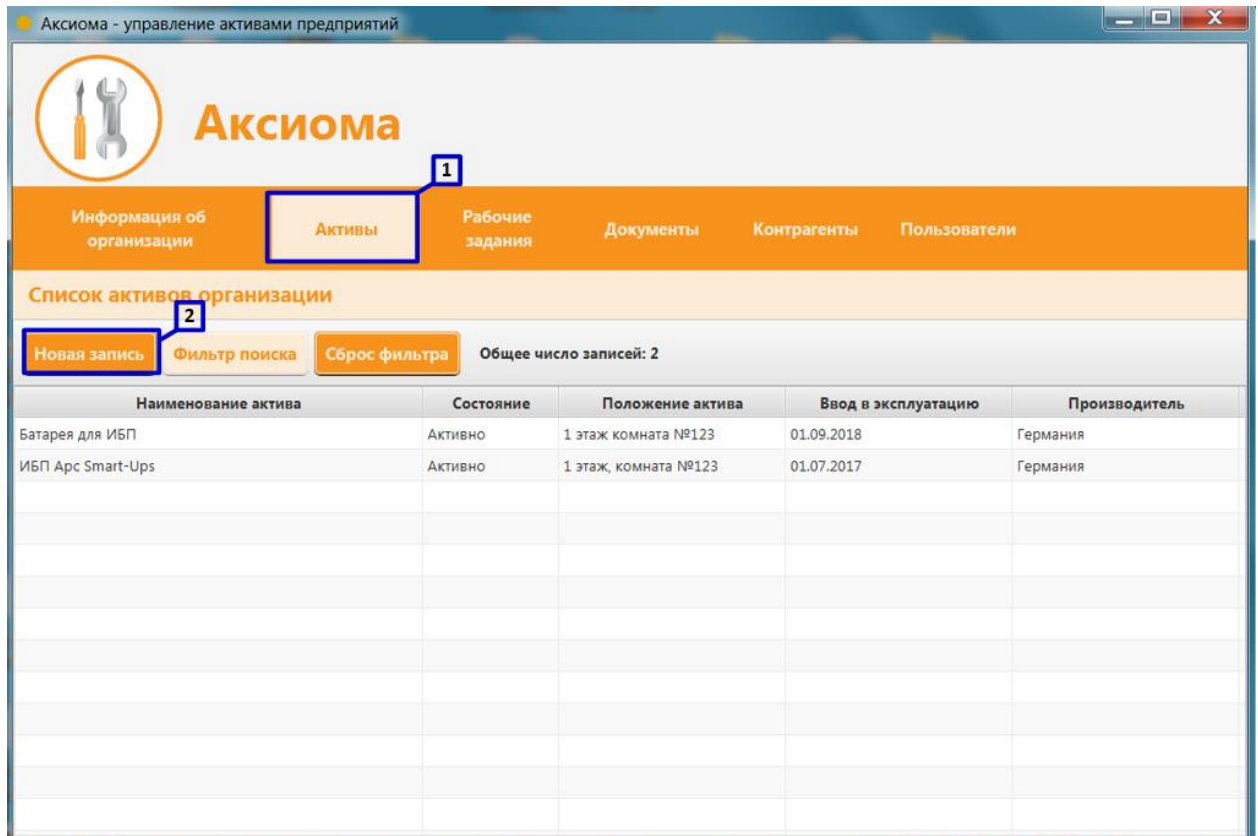 Аксиома - управление активами предприятий
X
Аксиома
1
Информация об
организации
Активы
Рабочие
задания
Документы
Контрагенты
Пользователи
Список активов организации
2
Новая запись
Фильтр поиска
Сброс фильтра
Общее число записей: 2
Наименование актива Состояние Положение актива Ввод в эксплуатацию Производитель
Батарея для ИБП Активно 1 этаж комната №123 01.09.2018 Германия
ИБП Apc Smart-Ups Активно 1 этаж, комната №123 01.07.2017 Германия